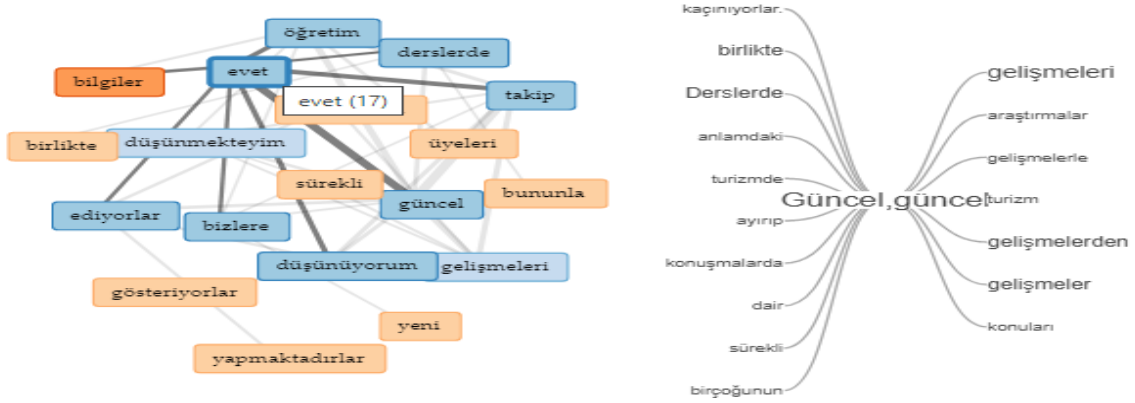 öğretim
derslerde
evet
bilgiler
takip
evet (17)
birlikte
düşünmekteyim
üyeleri
sürekli
bununla
ediyorlar
bizlere
güncel
düşünüyorum
gelişmeleri
gösteriyorlar
yeni
yapmaktadırlar
kaçınıyorlar.
birlikte
Derslerde
anlamdaki
turizmde
ayırıp
konuşmalarda
dair
sürekli
birçoğunun
Güncel,güncel
gelişmeleri
araştırmalar
gelişmelerle
turizm
gelişmelerden
gelişmeler
konuları